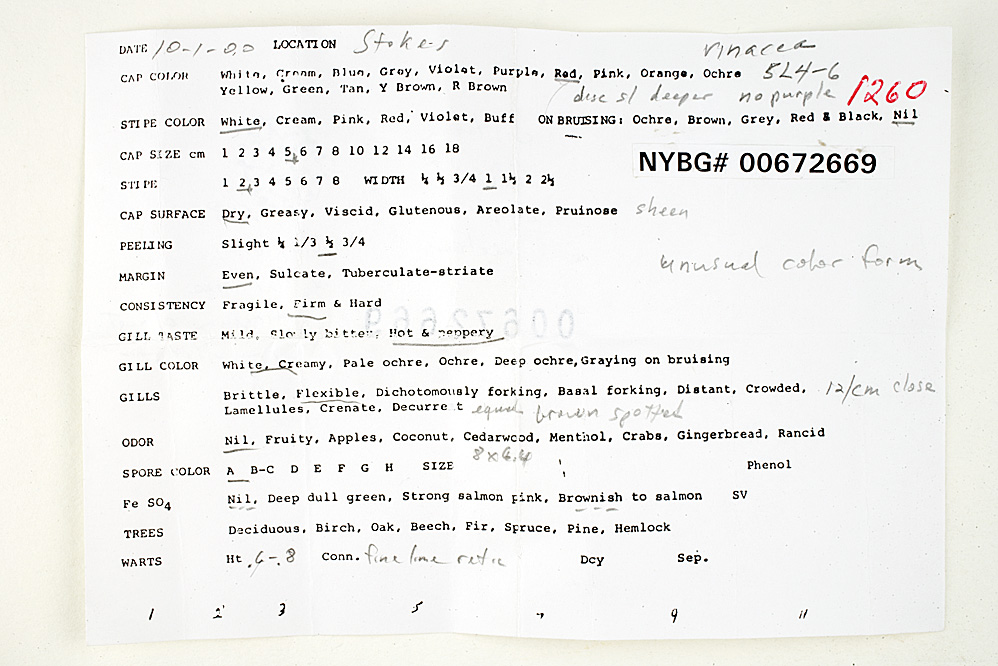 DATE 10-1-00 LOCATION Stokes vinacea
CAP COLOR White, Cream, Blue, Grey, Violet, Purple, Red, Pink, Orange, Ochre 5L4-6
Yellow, Green, Tan, Y Brown, R Brown disc sl deeper no purple 1260
STIPE COLOR White, Cream, Pink, Red, Violet, Buff ON BRUISING: Ochre, Brown, Grey, Red & Black, Nil
CAP SIZE cm 1 2 3 4 5 6 7 8 10 12 14 16 18
NYBG# 00672669
STIPE 1 2 3 4 5 6 7 8 WIDTH ¼ ½ 3/4 1 1½ 2 2½
CAP SURFACE Dry, Greasy, Viscid, Glutenous, Areolate, Pruinose sheen
PEELING Slight ¼ 1/3 ½ 3/4
unusual color form
MARGIN Even, Sulcate, Tuberculate-striate
CONSISTENCY Fragile, Firm & Hard
00672669
GILL TASTE Mild, Slowly bitter, Hot & peppery
GILL COLOR White, Creamy, Pale ochre, Ochre, Deep ochre, Graying on bruising
GILLS Brittle, Flexible, Dichotomously forking, Basal forking, Distant, Crowded, 12/cm close
Lamellules, Crenate, Decurre t equal brown spotted
ODOR Nil, Fruity, Apples, Coconut, Cedarwood, Menthol, Crabs, Gingerbread, Rancid
SPORE COLOR A B-C D E F G H SIZE 8x6.4 Phenol
Fe SO4 Nil, Deep dull green, Strong salmon pink, Brownish to salmon SV
TREES Deciduous, Birch, Oak, Beech, Fir, Spruce, Pine, Hemlock
WARTS Ht .6-.8 Conn. fine line retic Dcy Sep.
1 2 3 5 7 9 11